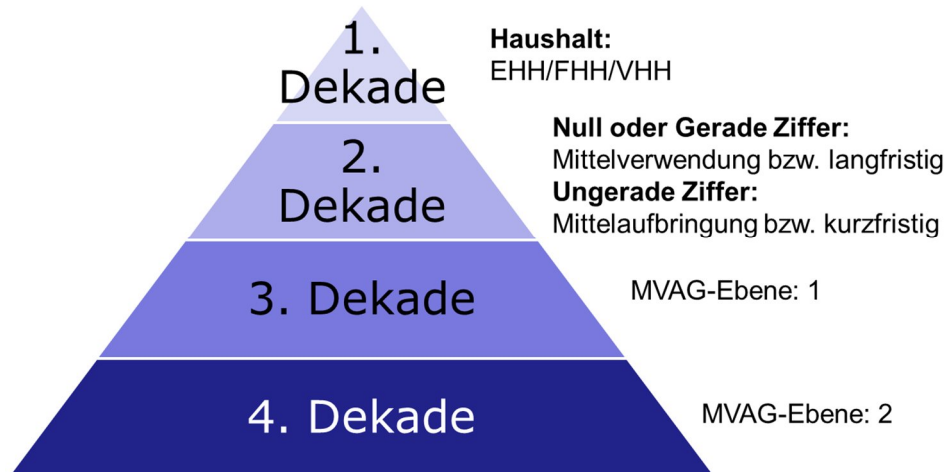 1.
Dekade
Haushalt:
EHH/FHH/VHH
2.
Dekade
Null oder Gerade Ziffer:
Mittelverwendung bzw. langfristig
Ungerade Ziffer:
Mittelaufbringung bzw. kurzfristig
3. Dekade
MVAG-Ebene: 1
4. Dekade
MVAG-Ebene: 2